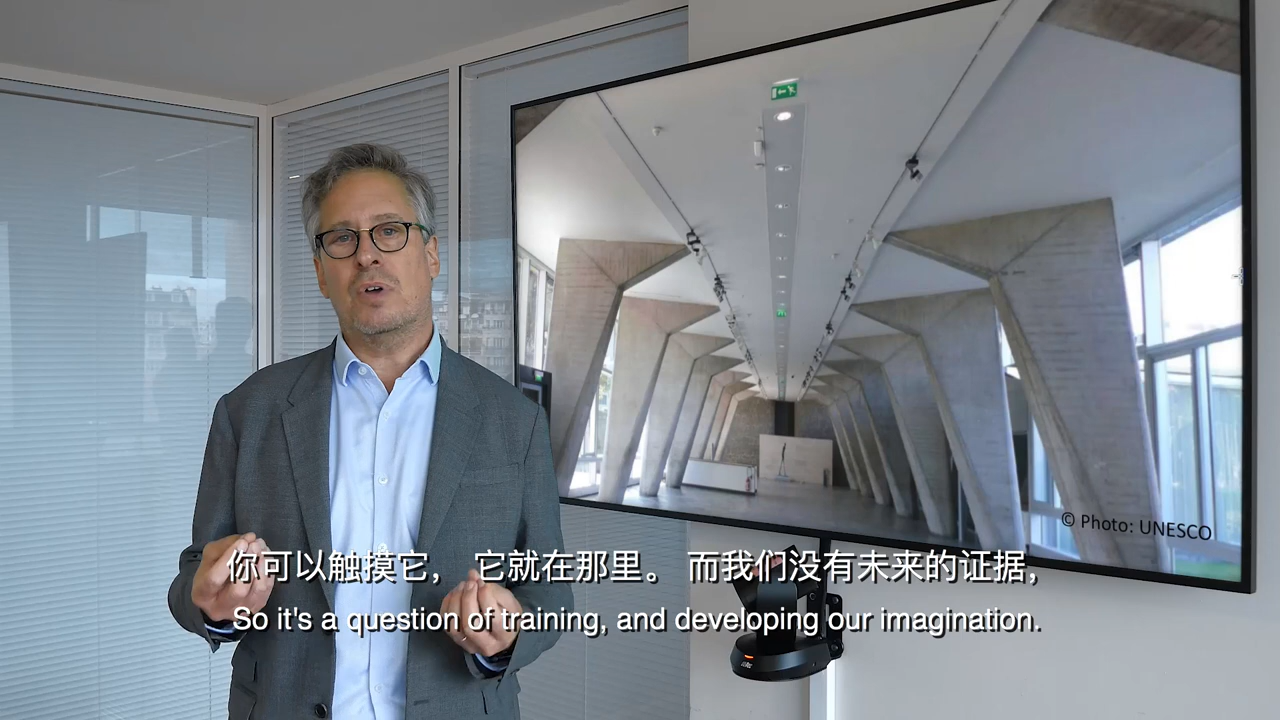 © Photo: UNESCO
你可以触摸它， 它就在那里。 而我们没有未来的证据，
So it's a question of training, and developing our imagination.